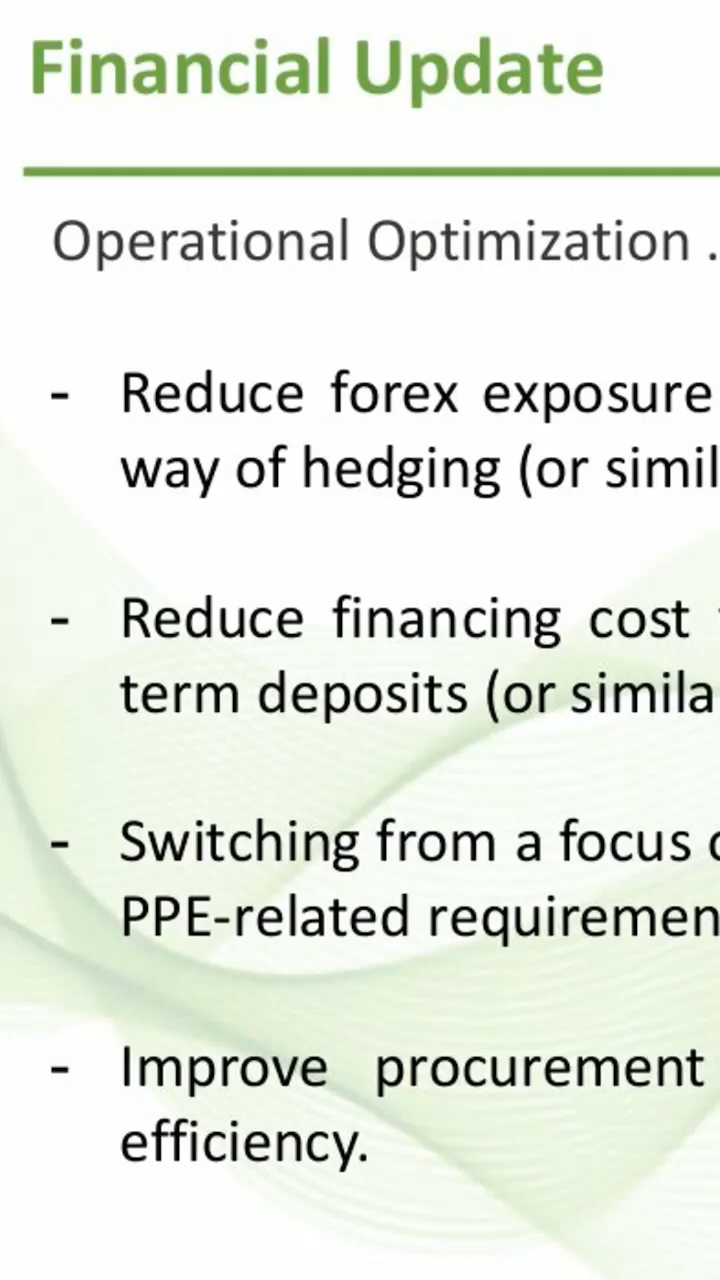 Financial Update
Operational Optimization .
- Reduce forex exposure
way of hedging (or simil
- Reduce financing cost
term deposits (or simila
- Switching from a focus
PPE-related requiremen
- Improve procurement
efficiency.